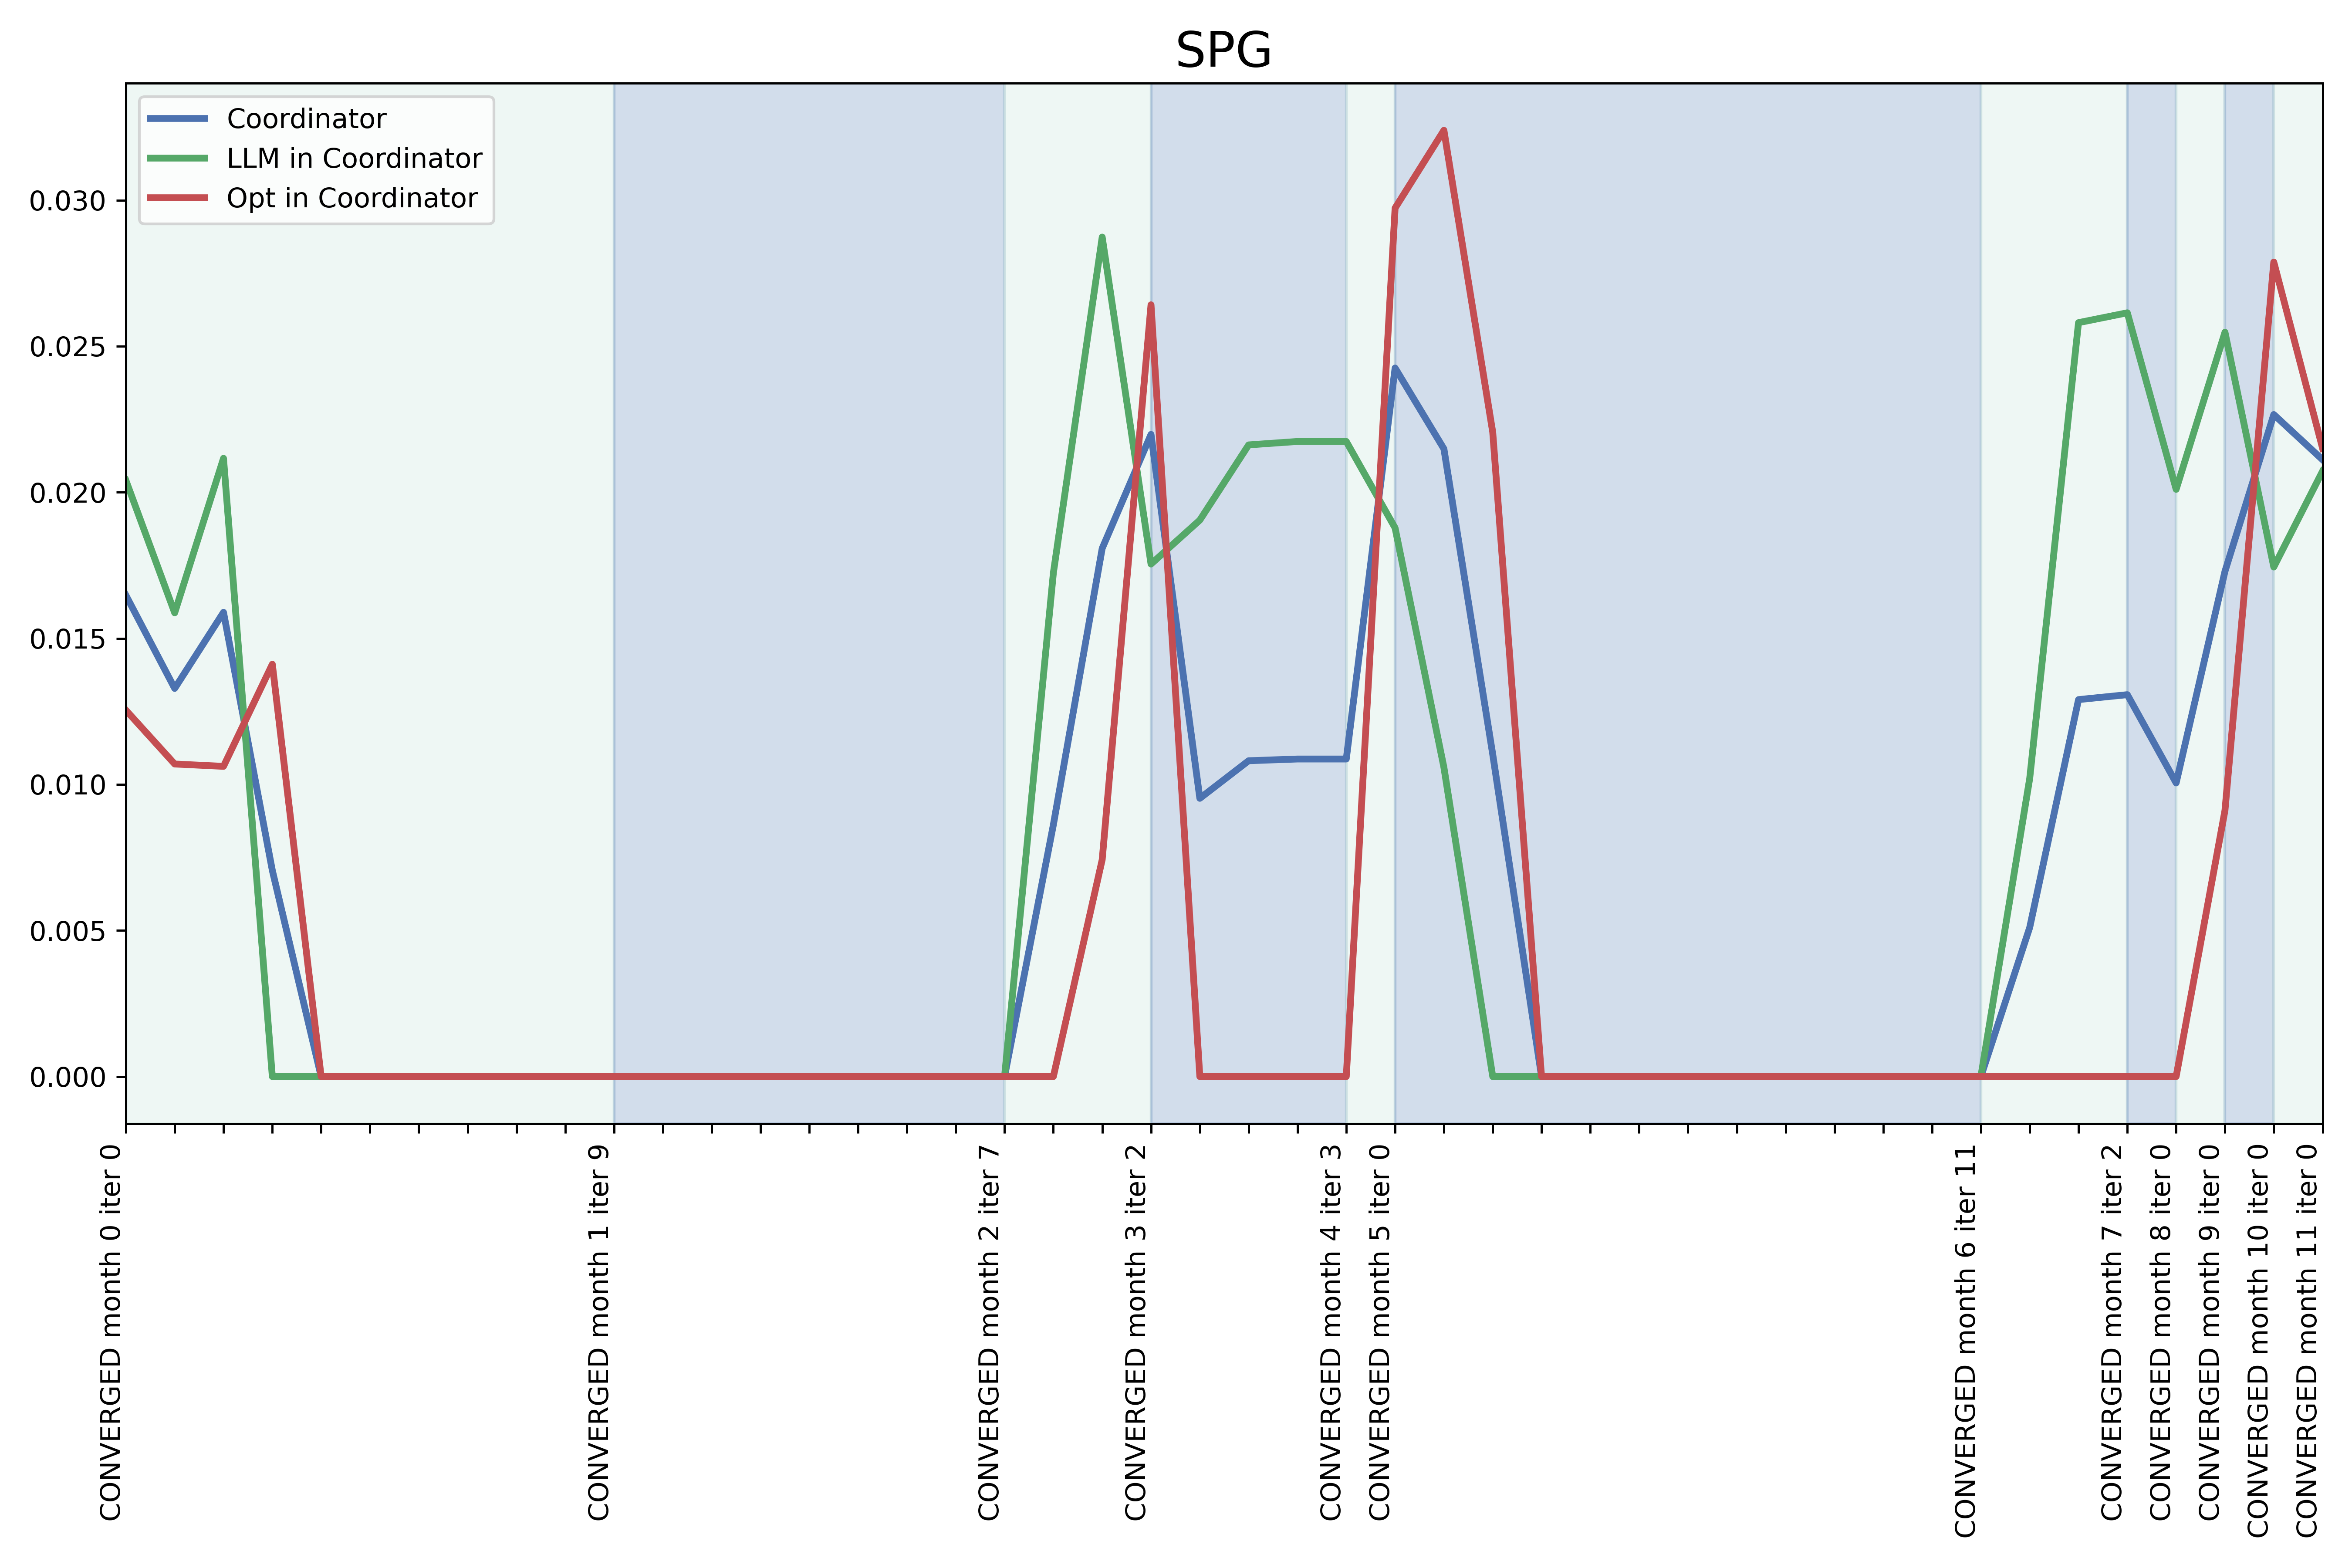 SPG
Coordinator
LLM in Coordinator
Opt in Coordinator
0.030
0.025
0.020
0.015
0.010
0.005
0.000
CONVERGED month 0 iter 0
CONVERGED month 1 iter 9
CONVERGED month 2 iter 7
CONVERGED month 3 iter 2
CONVERGED month 4 iter 3
CONVERGED month 5 iter 0
CONVERGED month 6 iter 11
CONVERGED month 7 iter 2
CONVERGED month 8 iter 0
CONVERGED month 9 iter 0
CONVERGED month 10 iter 0
CONVERGED month 11 iter 0